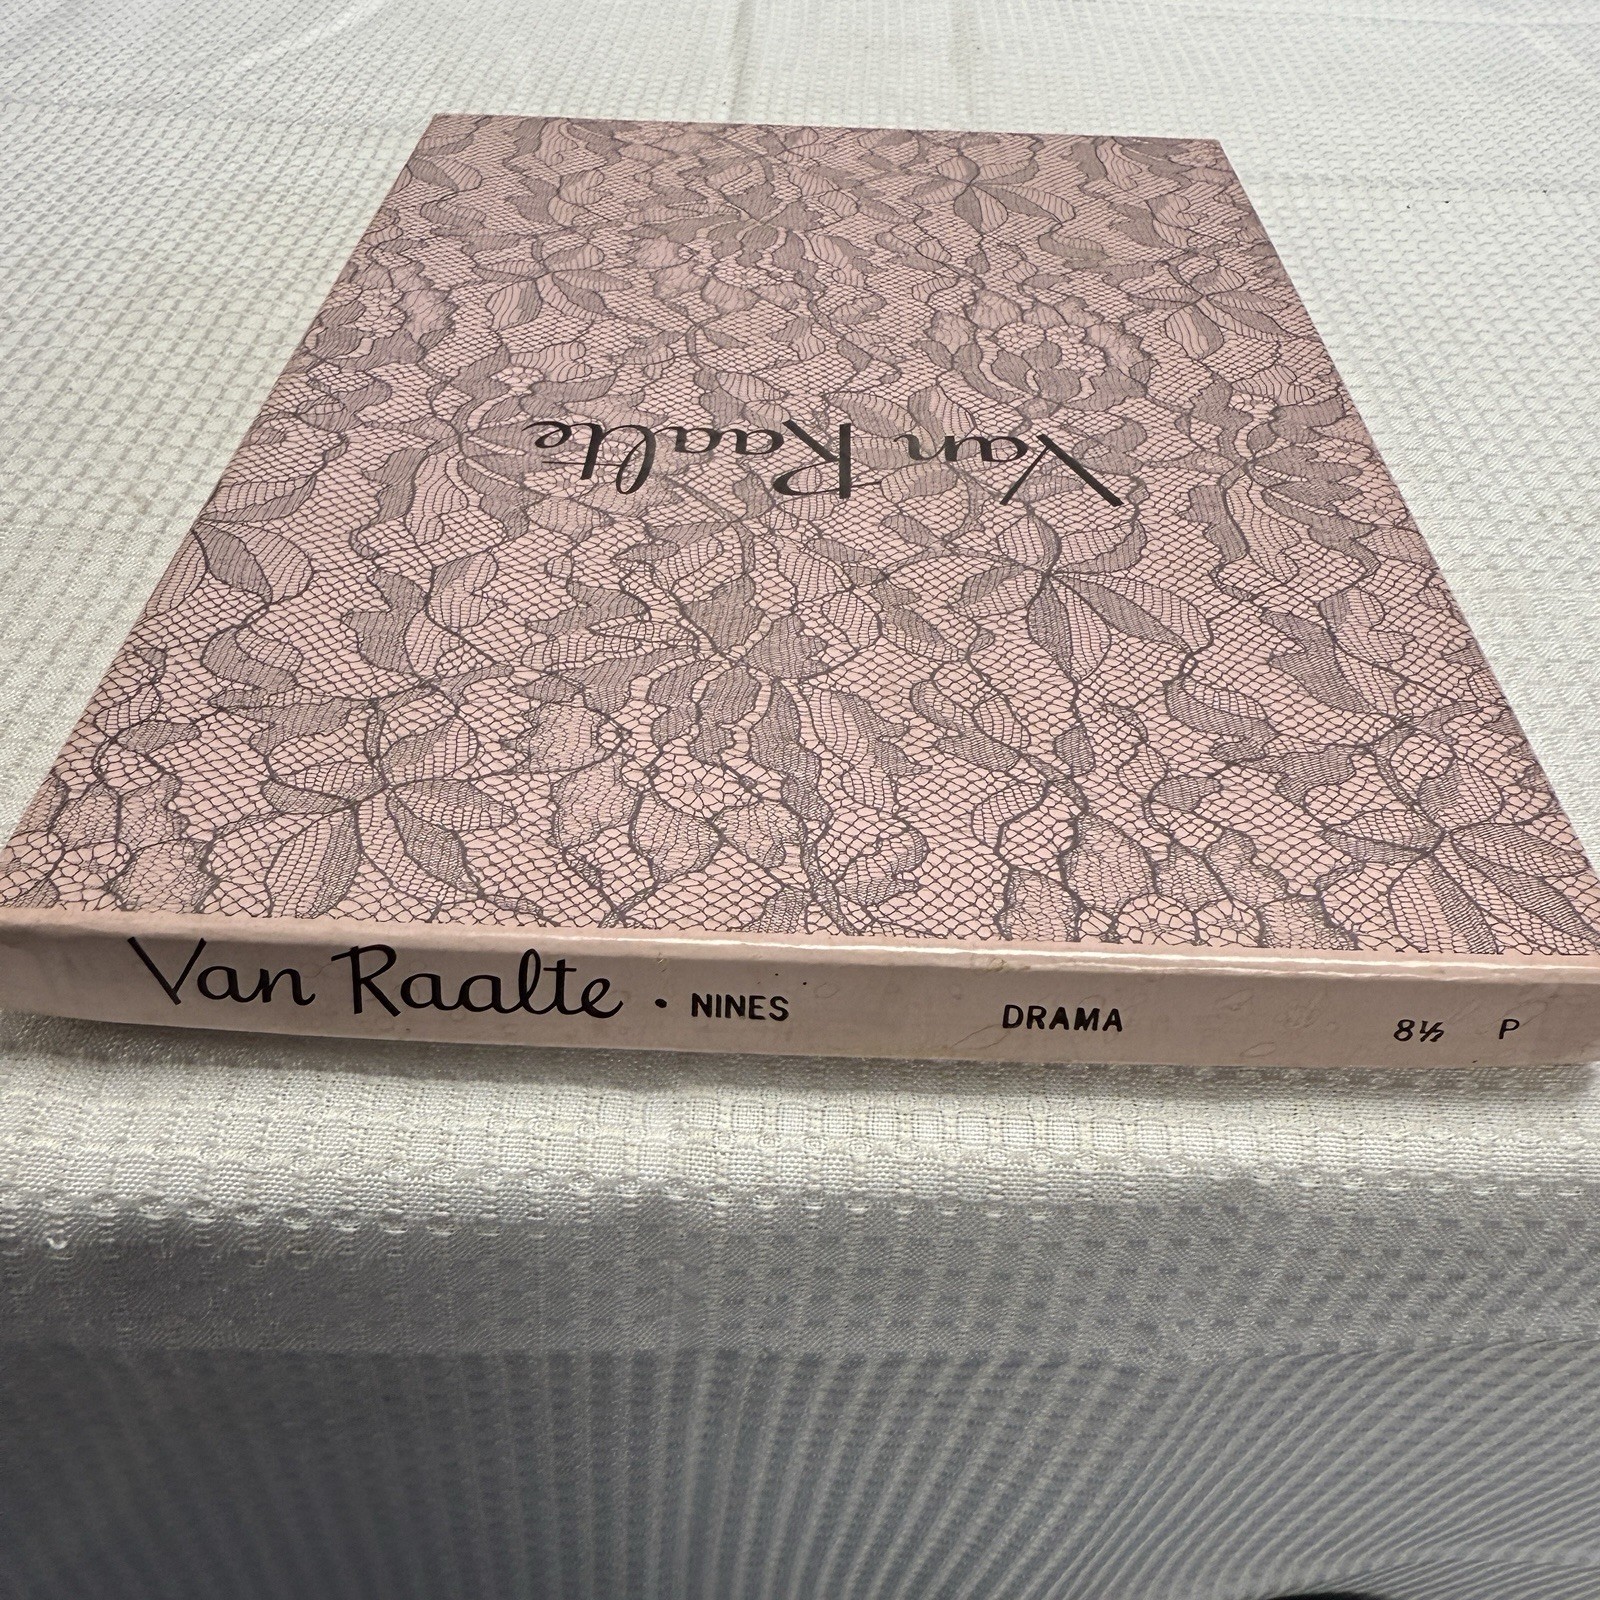 Van Raalte
Van Raalte • NINES DRAMA 8½ P